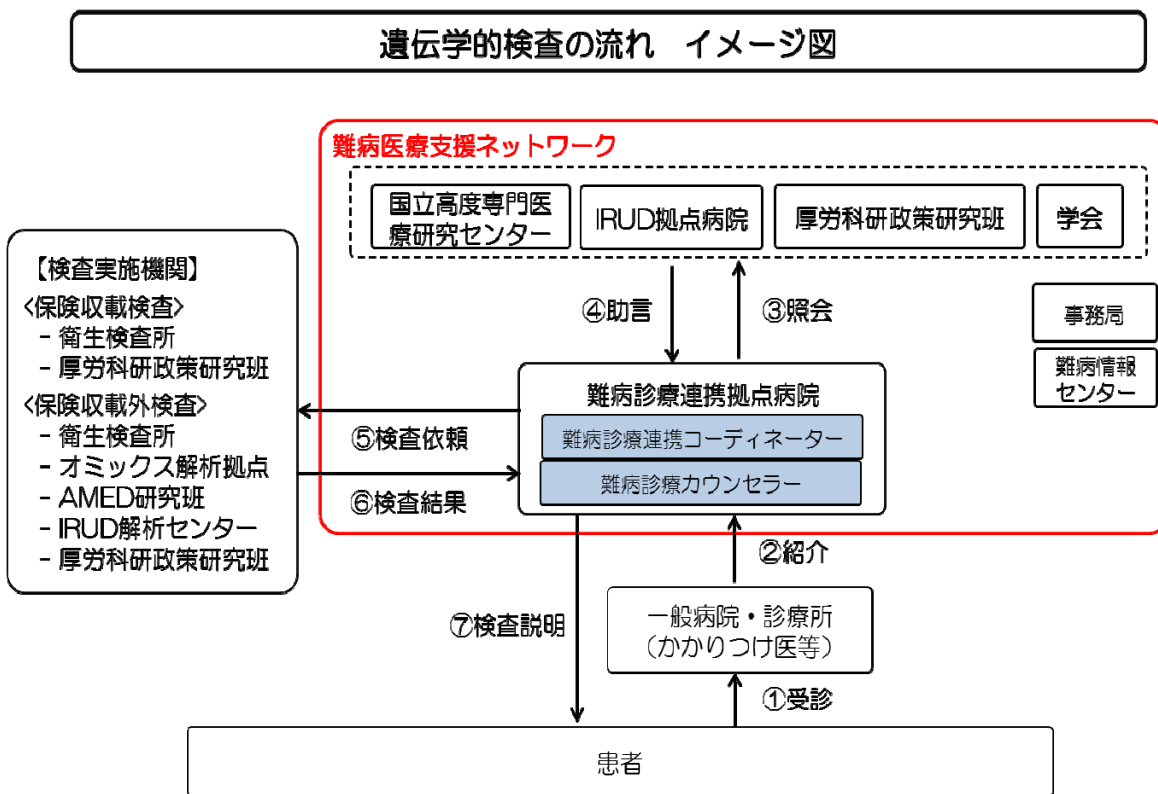 遺伝学的検査の流れ　イメージ図
難病医療支援ネットワーク
国立高度専門医
療研究センター
IRUD拠点病院
厚労科研政策研究班
学会
【検査実施機関】
<保険収載検査>
- 衛生検査所
- 厚労科研政策研究班
<保険収載外検査>
- 衛生検査所
- オミックス解析拠点
- AMED研究班
- IRUD解析センター
- 厚労科研政策研究班
④助言
③照会
事務局
難病情報
センター
難病診療連携拠点病院
難病診療連携コーディネーター
難病診療カウンセラー
⑤検査依頼
⑥検査結果
②紹介
⑦検査説明
一般病院・診療所
（かかりつけ医等）
①受診
患者